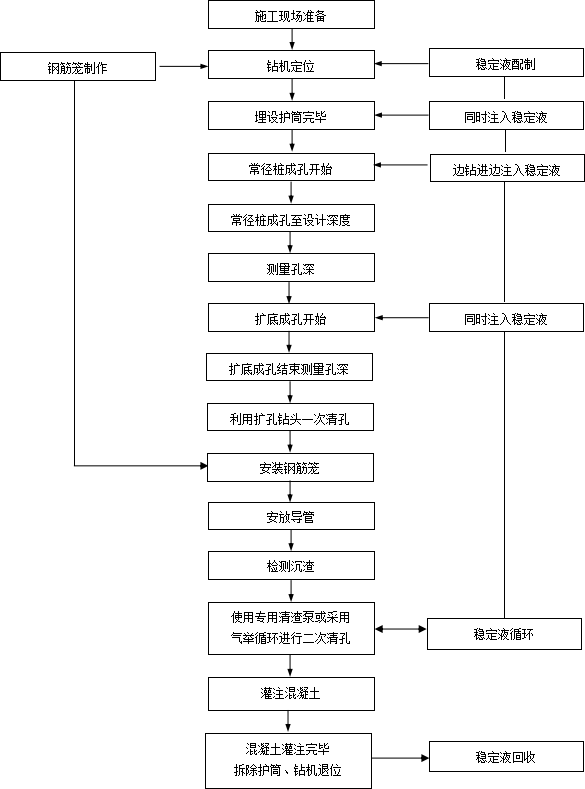 施工现场准备
钢筋笼制作
钻机定位
稳定液配制
埋设护筒完毕
同时注入稳定液
常径桩成孔开始
边钻进边注入稳定液
常径桩成孔至设计深度
测量孔深
扩底成孔开始
同时注入稳定液
扩底成孔结束测量孔深
利用扩孔钻头一次清孔
安装钢筋笼
安放导管
检测沉渣
使用专用清渣泵或采用
气举循环进行二次清孔
稳定液循环
灌注混凝土
混凝土灌注完毕
拆除护筒、钻机退位
稳定液回收